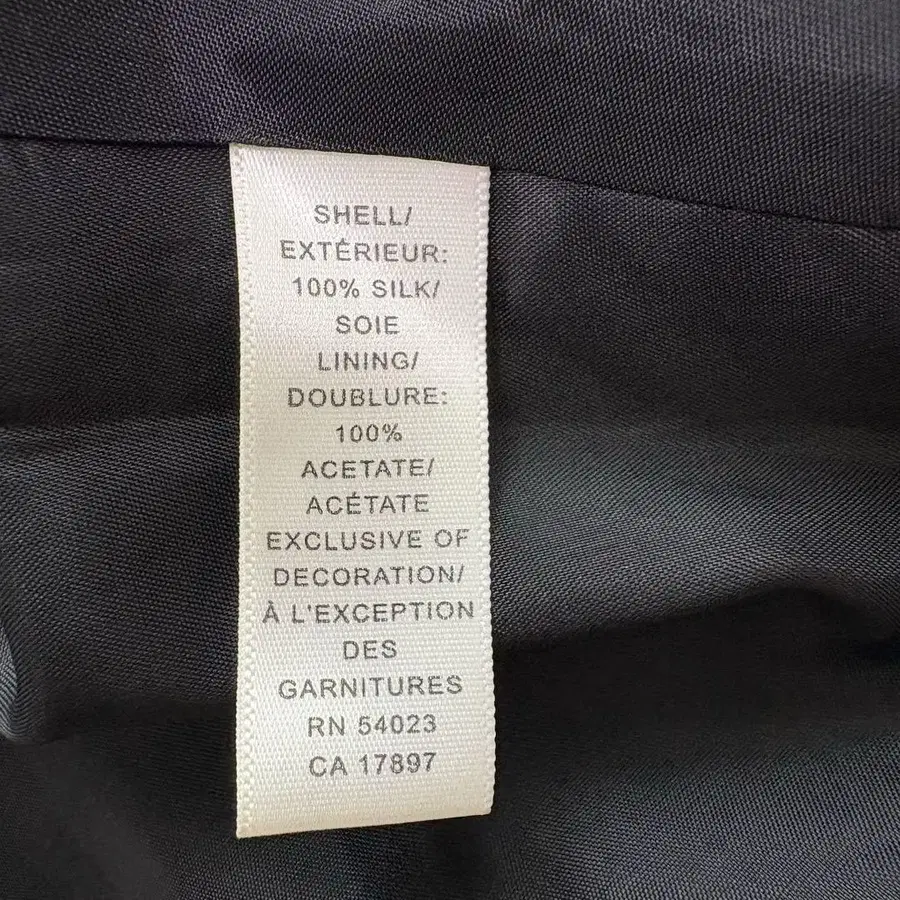 SHELL/
EXTÉRIEUR:
100% SILK/
SOIE
LINING/
DOUBLURE:
100%
ACETATE/
ACÉTATE
EXCLUSIVE OF
DECORATION/
À L'EXCEPTION
DES
GARNITURES
RN 54023
CA 17897